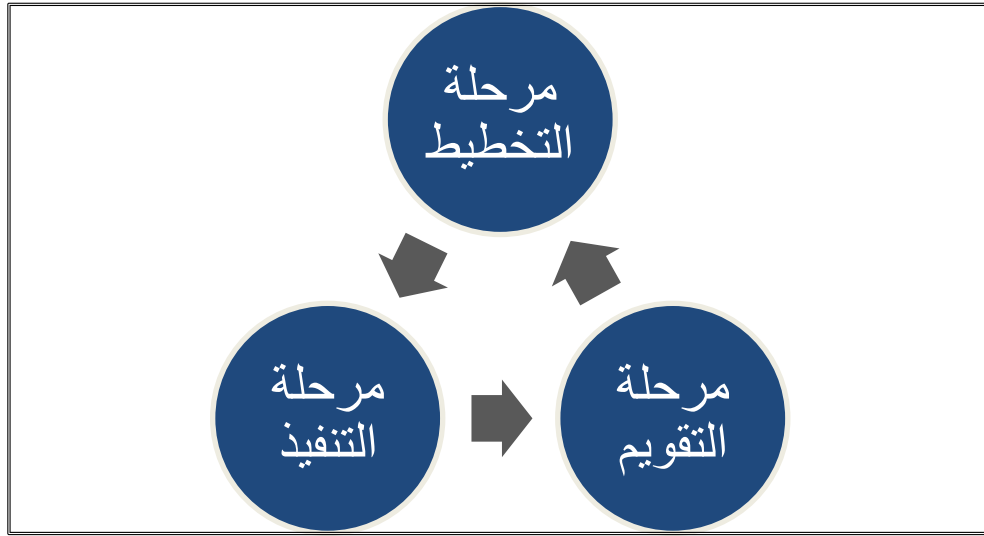 مرحلة
التخطيط
مرحلة
التنفيذ
مرحلة
التقويم